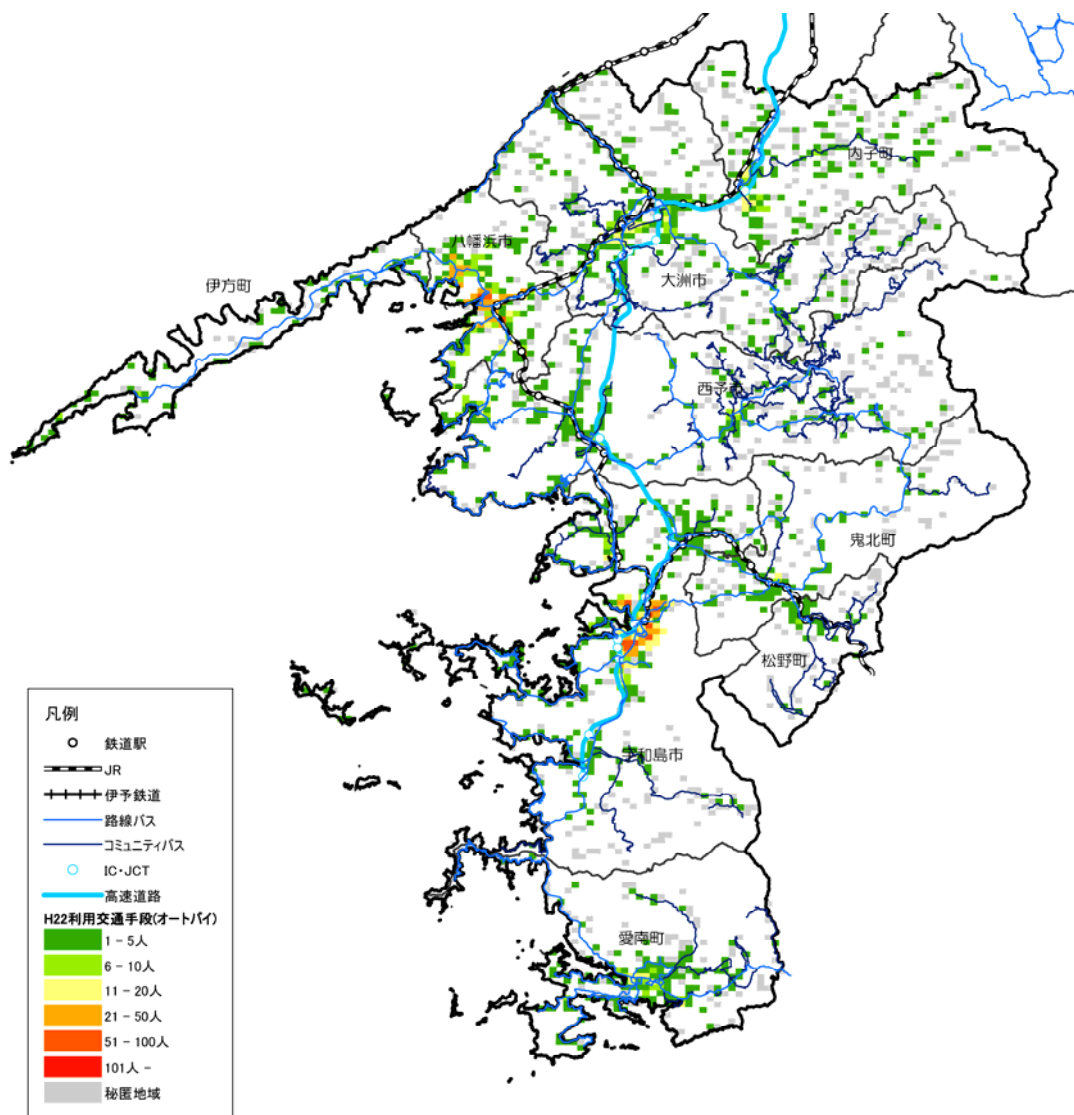 内子町
八幡浜市
伊方町
大洲市
西予市
鬼北町
松野町
宇和島市
愛南町
凡例
鉄道駅
JR
伊予鉄道
路線バス
コミュニティバス
IC・JCT
高速道路
H22利用交通手段(オートバイ)
1 - 5人
6 - 10人
11 - 20人
21 - 50人
51 - 100人
101人 -
秘匿地域